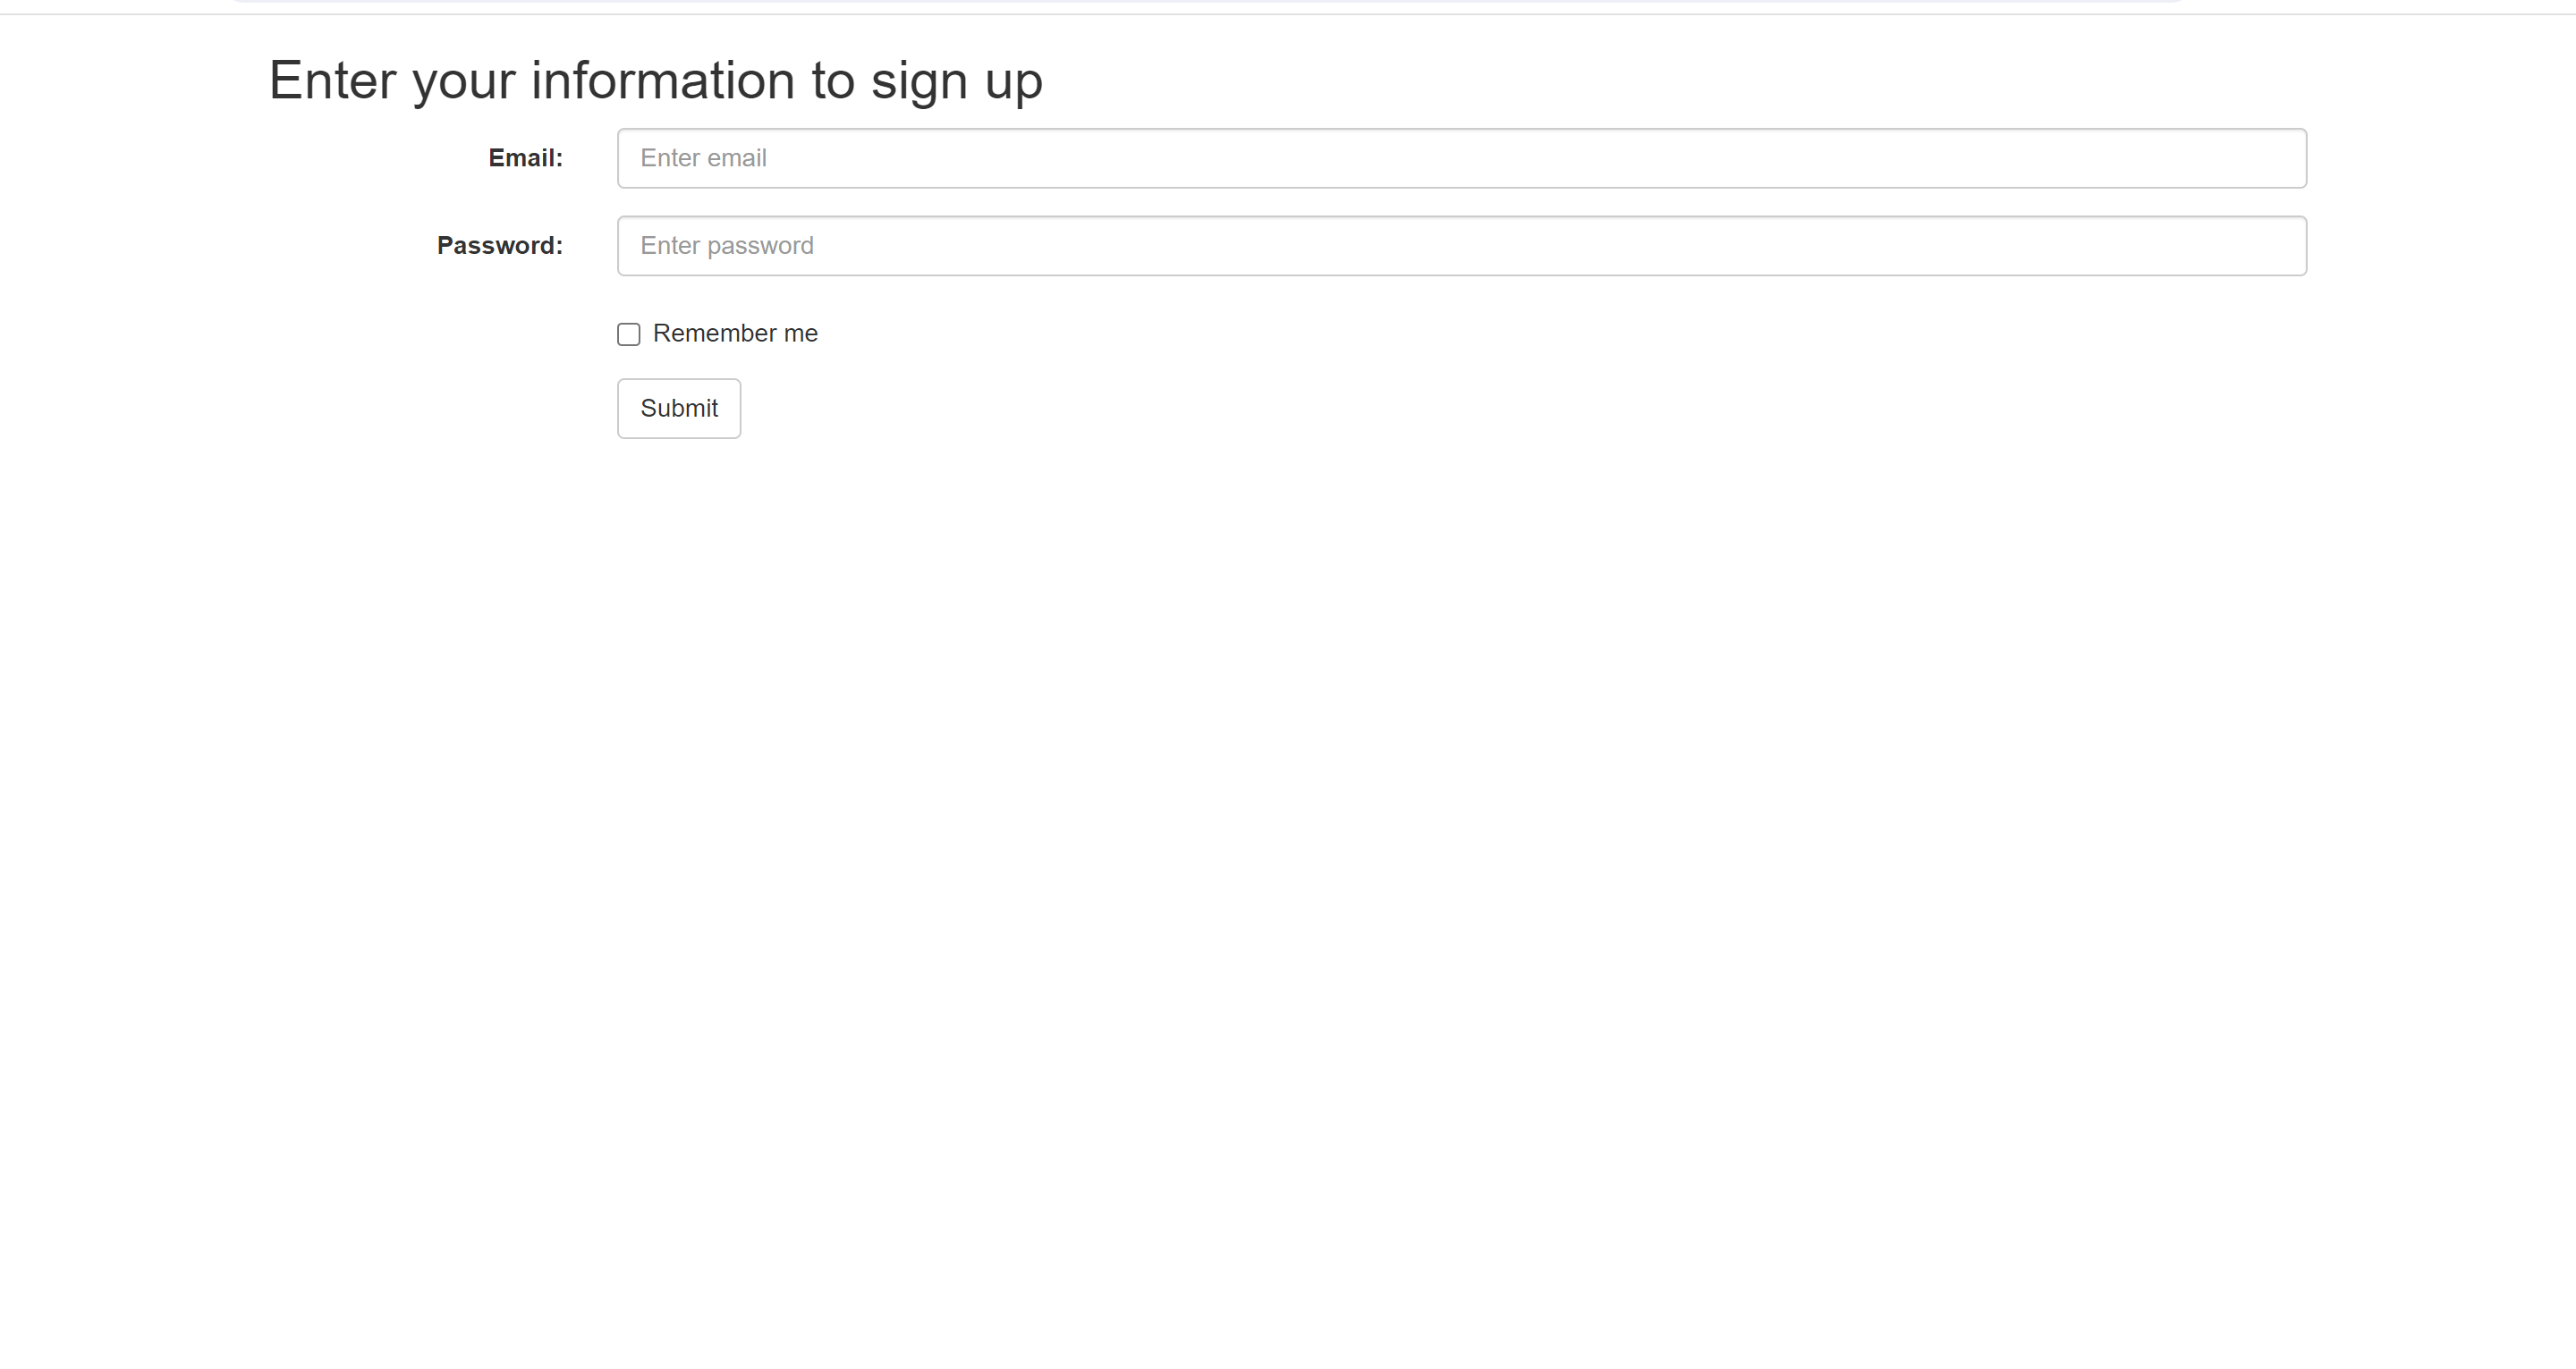 Enter your information to sign up
Email: Enter email
Password: Enter password
Remember me
Submit